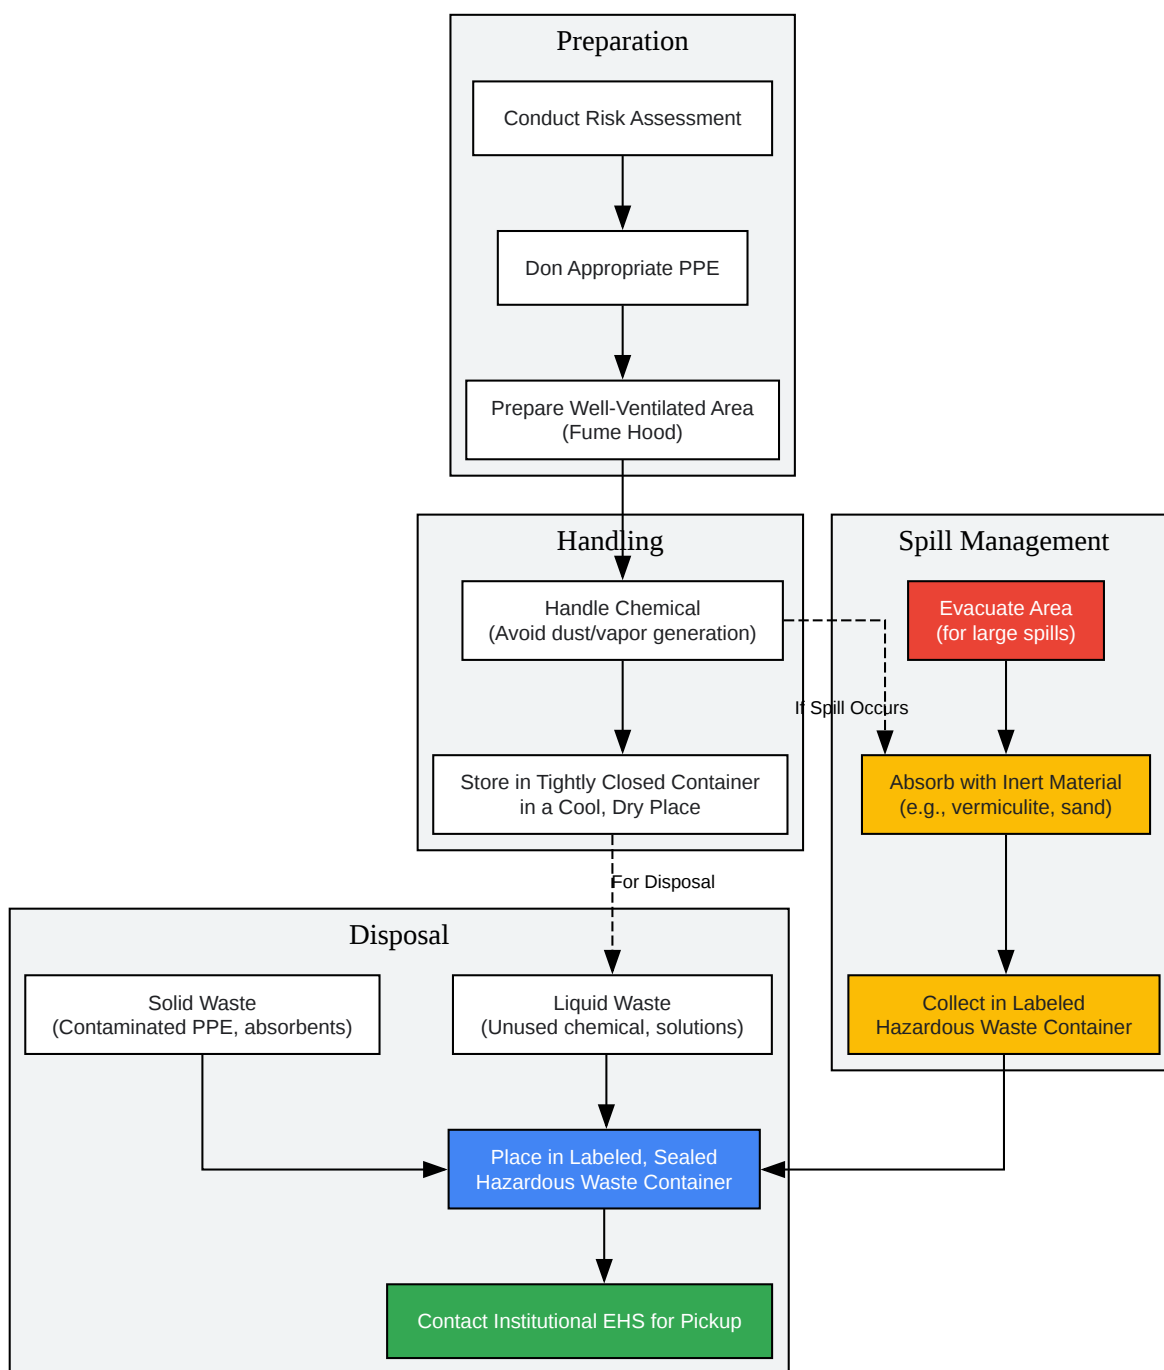 Preparation
Conduct Risk Assessment
Don Appropriate PPE
Prepare Well-Ventilated Area
(Fume Hood)
Handling
Handle Chemical
(Avoid dust/vapor generation)
Store in Tightly Closed Container
in a Cool, Dry Place
Spill Management
Evacuate Area
(for large spills)
If Spill Occurs
Absorb with Inert Material
(e.g., vermiculite, sand)
Collect in Labeled
Hazardous Waste Container
For Disposal
Disposal
Solid Waste
(Contaminated PPE, absorbents)
Liquid Waste
(Unused chemical, solutions)
Place in Labeled, Sealed
Hazardous Waste Container
Contact Institutional EHS for Pickup